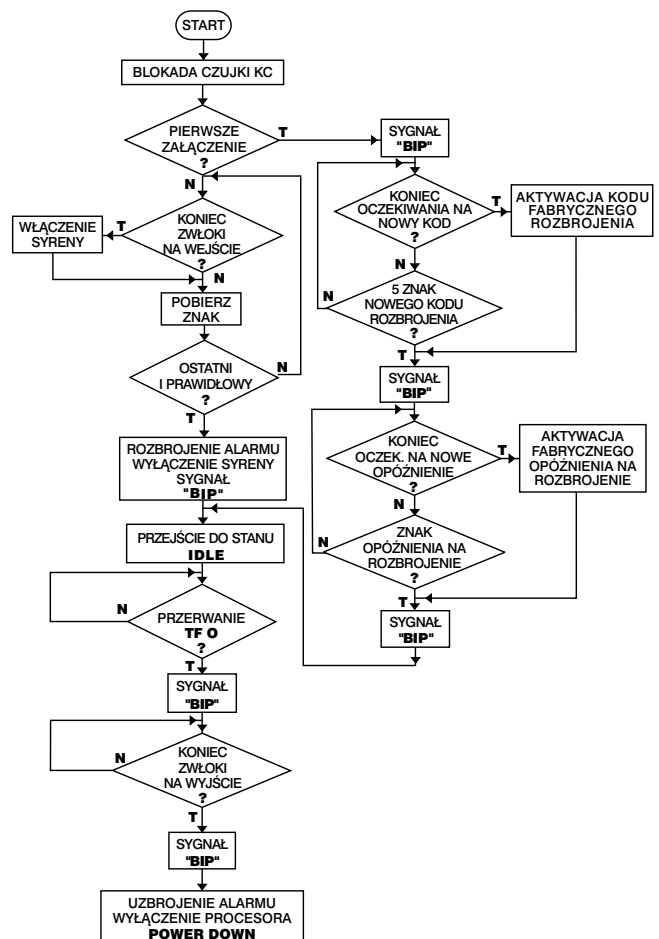 START
BLOKADA CZUJKI KC
PIERWSZE
ZAŁĄCZENIE
?
T
N
KONIEC
ZWŁOKI
NA WEJŚCIE
?
T
N
WŁĄCZENIE
SYRENY
POBIERZ
ZNAK
OSTATNI
I PRAWIDŁOWY
?
N
T
ROZBROJENIE ALARMU
WYŁĄCZENIE SYRENY
SYGNAŁ
"BIP"
PRZEJŚCIE DO STANU
IDLE
N
PRZERWANIE
TF O
?
T
SYGNAŁ
"BIP"
N
KONIEC
ZWŁOKI
NA WYJŚCIE
?
T
SYGNAŁ
"BIP"
UZBROJENIE ALARMU
WYŁĄCZENIE PROCESORA
POWER DOWN
SYGNAŁ
"BIP"
KONIEC
OCZEKIWANIA NA
NOWY KOD
?
T
N
AKTYWACJA KODU
FABRYCZNEGO
ROZBROJENIA
N
5 ZNAK
NOWEGO KODU
ROZBROJENIA
?
T
SYGNAŁ
"BIP"
KONIEC
OCZEK. NA NOWE
OPÓŹNIENIE
?
T
N
AKTYWACJA
FABRYCZNEGO
OPÓŹNIENIA NA
ROZBROJENIE
N
ZNAK
OPÓŹNIENIA NA
ROZBROJENIE
?
T
SYGNAŁ
"BIP"